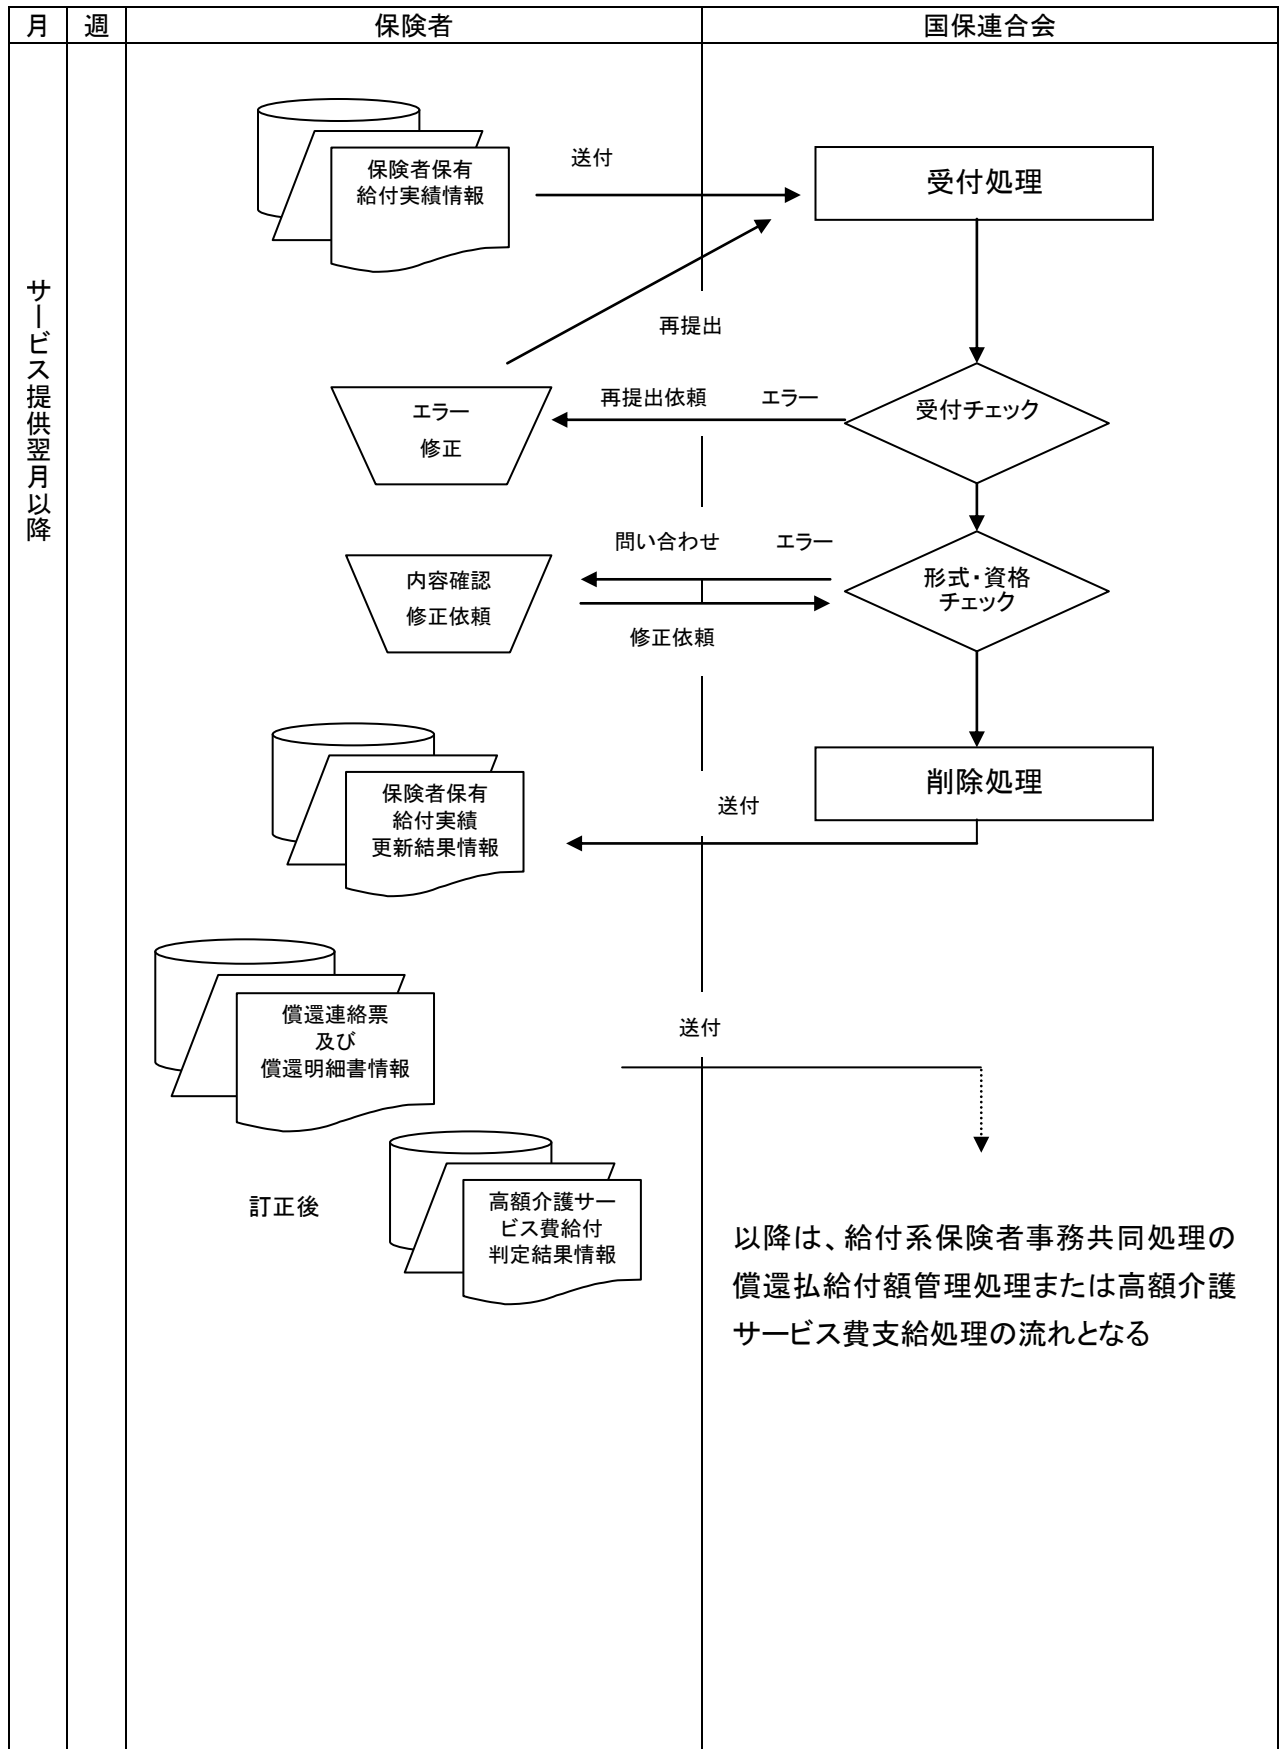 月 週 保険者 国保連合会
サービス提供翌月以降
保険者保有
給付実績情報
送付
受付処理
再提出
エラー
修正
再提出依頼 エラー
受付チェック
問い合わせ エラー
内容確認
修正依頼
形式・資格
チェック
修正依頼
削除処理
保険者保有
給付実績
更新結果情報
送付
償還連絡票
及び
償還明細書情報
送付
訂正後
高額介護サー
ビス費給付
判定結果情報
以降は、給付系保険者事務共同処理の
償還払給付額管理処理または高額介護
サービス費支給処理の流れとなる